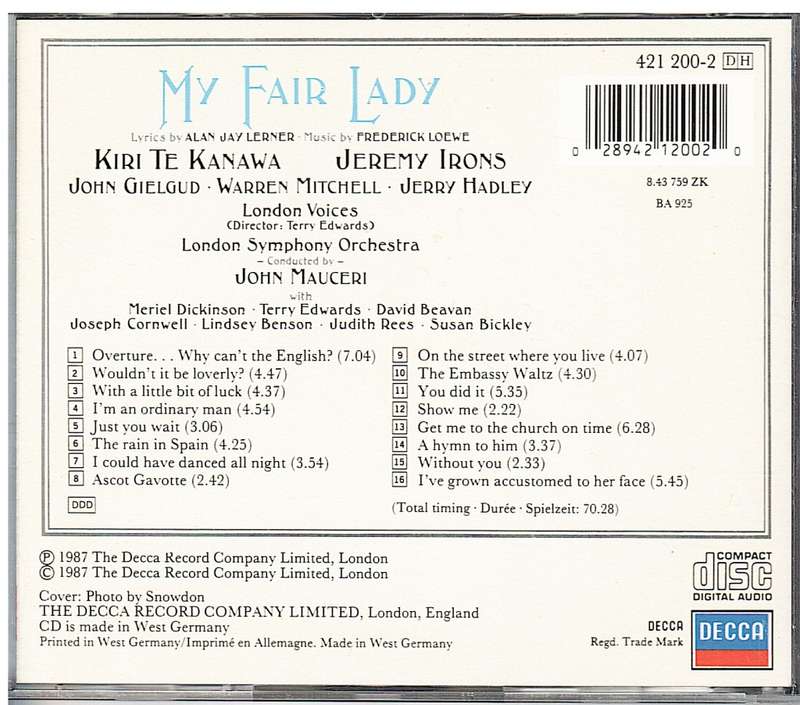 421 200-2 DH
MY FAIR LADY
Lyrics by ALAN JAY LERNER · Music by FREDERICK LOEWE
KIRI TE KANAWA JEREMY IRONS
JOHN GIELGUD · WARREN MITCHELL · JERRY HADLEY
London Voices
(Director: Terry Edwards)
London Symphony Orchestra
– Conducted by –
JOHN MAUCERI
with
Meriel Dickinson · Terry Edwards · David Beavan
Joseph Cornwell · Lindsey Benson · Judith Rees · Susan Bickley
0 28942 12002 0
8.43 759 ZK
BA 925
1 Overture. . . Why can't the English? (7.04)
2 Wouldn't it be loverly? (4.47)
3 With a little bit of luck (4.37)
4 I'm an ordinary man (4.54)
5 Just you wait (3.06)
6 The rain in Spain (4.25)
7 I could have danced all night (3.54)
8 Ascot Gavotte (2.42)
9 On the street where you live (4.07)
10 The Embassy Waltz (4.30)
11 You did it (5.35)
12 Show me (2.22)
13 Get me to the church on time (6.28)
14 A hymn to him (3.37)
15 Without you (2.33)
16 I've grown accustomed to her face (5.45)
DDD
(Total timing · Durée · Spielzeit: 70.28)
Ⓟ 1987 The Decca Record Company Limited, London
© 1987 The Decca Record Company Limited, London
Cover: Photo by Snowdon
THE DECCA RECORD COMPANY LIMITED, London, England
CD is made in West Germany
Printed in West Germany/Imprimé en Allemagne. Made in West Germany
COMPACT
disc
DIGITAL AUDIO
DECCA
Regd. Trade Mark
DECCA